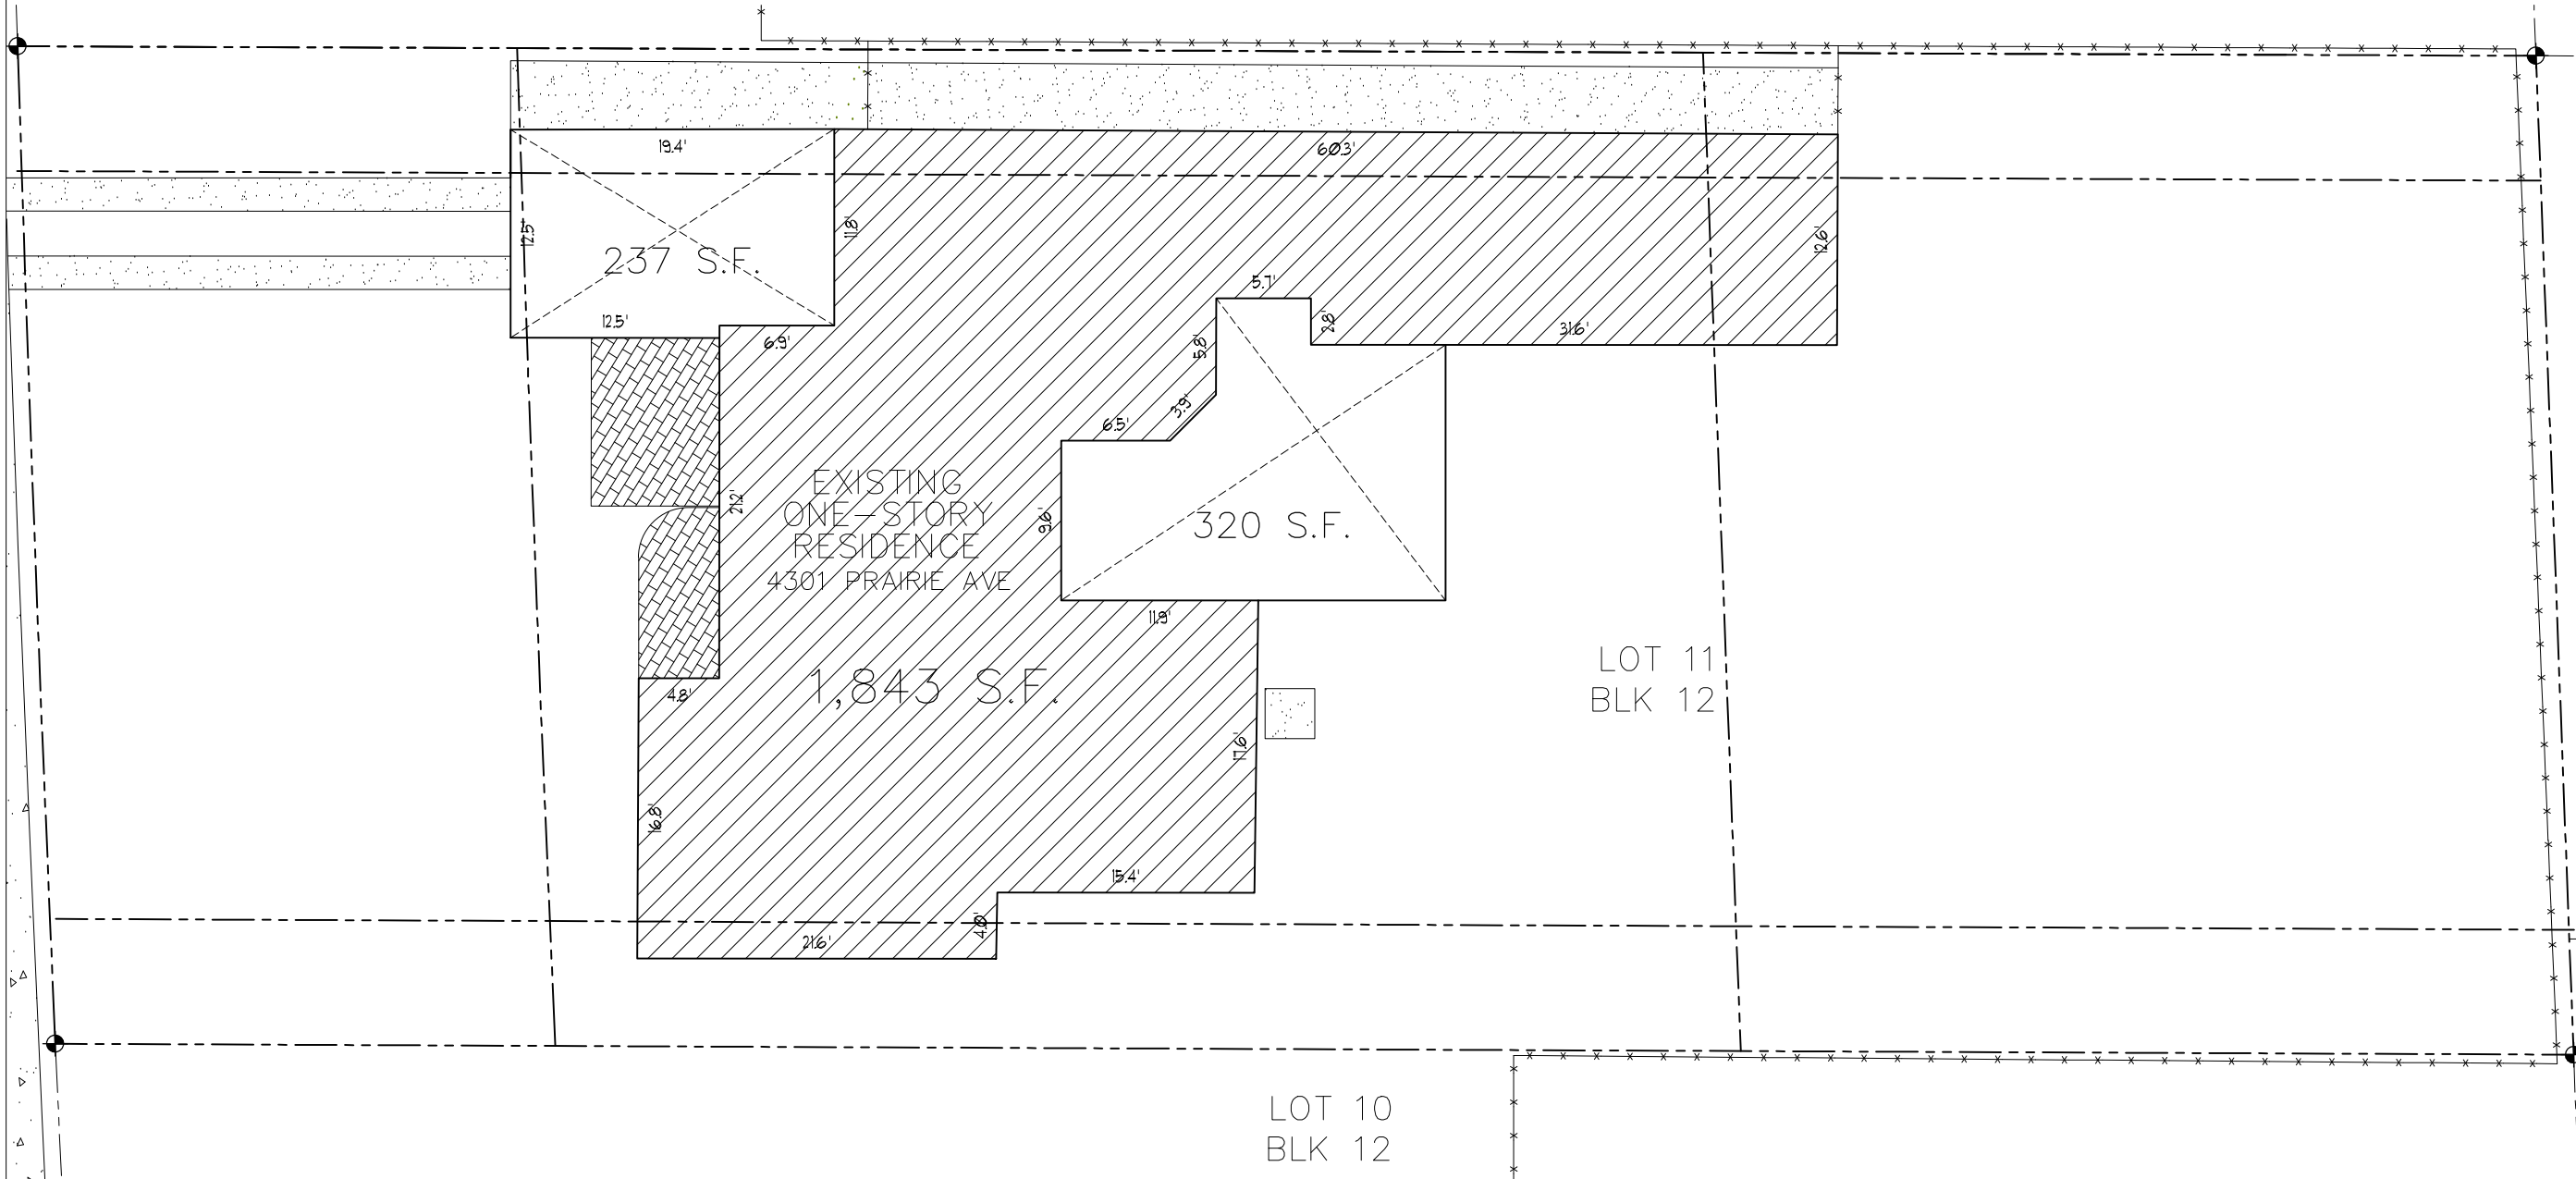 19.4'
60.3'
12.5'
11.8'
12.6'
237 S.F.
5.7'
12.5'
6.9'
5.8'
2.8'
31.6'
3.9'
6.5'
EXISTING
ONE-STORY
RESIDENCE
4301 PRAIRIE AVE
21.2'
9.6'
320 S.F.
11.9'
LOT 11
BLK 12
1,843 S.F.
4.8'
17.6'
16.8'
15.4'
4.0'
21.6'
LOT 10
BLK 12